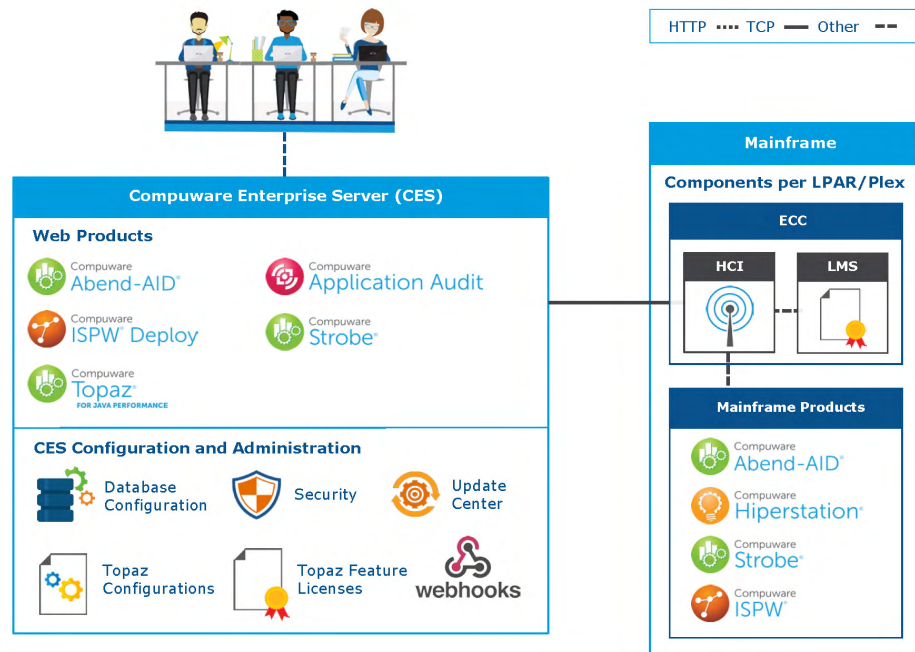 HTTP TCP Other
Mainframe
Components per LPAR/Plex
ECC
HCI LMS
Mainframe Products
Compuware
Abend-AID®
Compuware
Hiperstation®
Compuware
Strobe®
Compuware
ISPW®
Compuware Enterprise Server (CES)
Web Products
Compuware
Abend-AID®
Compuware
Application Audit
Compuware
ISPW® Deploy
Compuware
Strobe®
Compuware
Topaz®
FOR JAVA PERFORMANCE
CES Configuration and Administration
Database
Configuration
Security
Update
Center
Topaz
Configurations
Topaz Feature
Licenses
webhooks